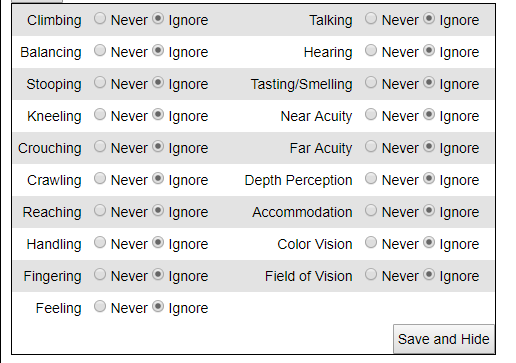 Climbing Never Ignore Talking Never Ignore
Balancing Never Ignore Hearing Never Ignore
Stooping Never Ignore Tasting/Smelling Never Ignore
Kneeling Never Ignore Near Acuity Never Ignore
Crouching Never Ignore Far Acuity Never Ignore
Crawling Never Ignore Depth Perception Never Ignore
Reaching Never Ignore Accommodation Never Ignore
Handling Never Ignore Color Vision Never Ignore
Fingering Never Ignore Field of Vision Never Ignore
Feeling Never Ignore
Save and Hide